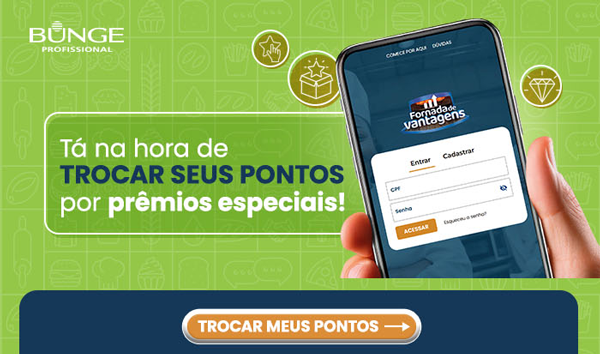 BUNGE
PROFISSIONAL
COMECE POR AQUI DÚVIDAS
Fornada de
vantagens
Entrar Cadastrar
CPF
Senha
ACESSAR Esqueceu a senha?
Tá na hora de
TROCAR SEUS PONTOS
por prêmios especiais!
TROCAR MEUS PONTOS